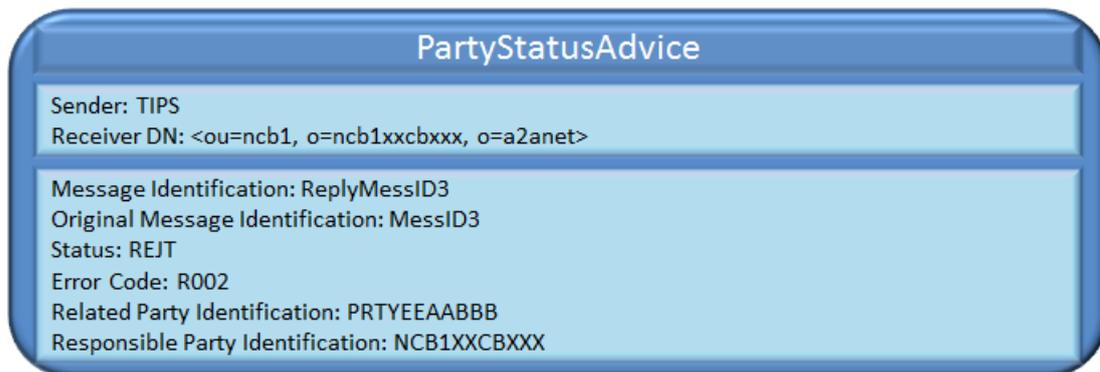 PartyStatusAdvice
Sender: TIPS
Receiver DN: <ou=ncb1, o=ncb1xxcbxxx, o=a2anet>
Message Identification: ReplyMessID3
Original Message Identification: MessID3
Status: REJT
Error Code: R002
Related Party Identification: PRTYEEAABBB
Responsible Party Identification: NCB1XXCBXXX